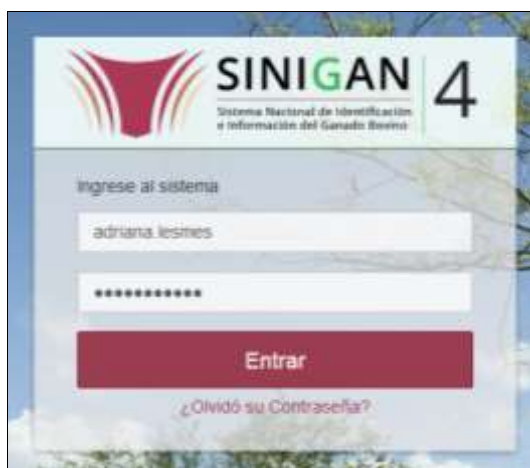 SINIGAN 4
Sistema Nacional de Identificación
e Información del Ganado Bovino
Ingrese al sistema
adriana.lesmes
•••••••••••
Entrar
¿Olvidó su Contraseña?